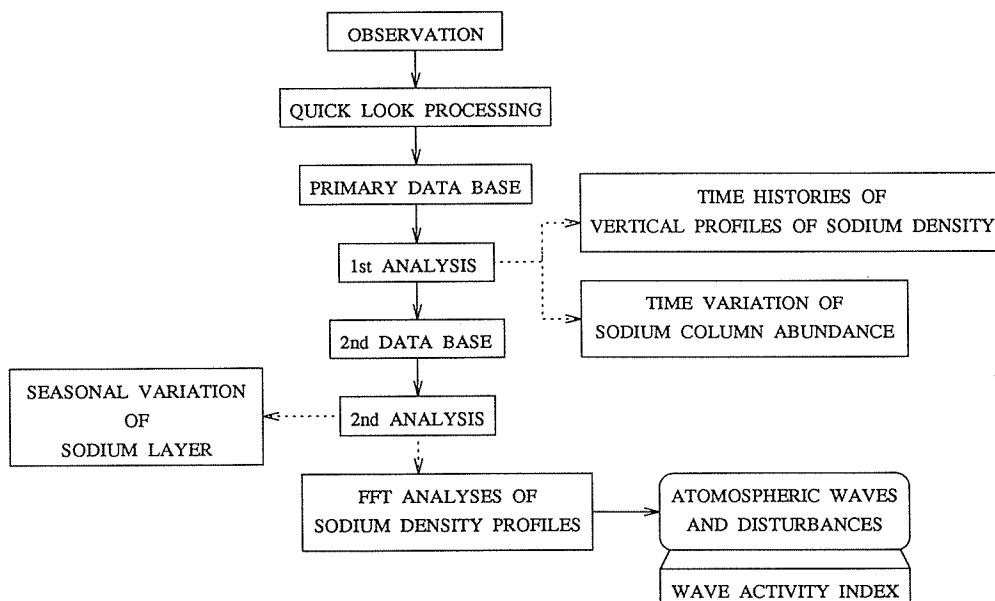 OBSERVATION
QUICK LOOK PROCESSING
PRIMARY DATA BASE
TIME HISTORIES OF
VERTICAL PROFILES OF SODIUM DENSITY
1st ANALYSIS
TIME VARIATION OF
SODIUM COLUMN ABUNDANCE
2nd DATA BASE
SEASONAL VARIATION
OF
SODIUM LAYER
2nd ANALYSIS
FFT ANALYSES OF
SODIUM DENSITY PROFILES
ATOMOSPHERIC WAVES
AND DISTURBANCES
WAVE ACTIVITY INDEX